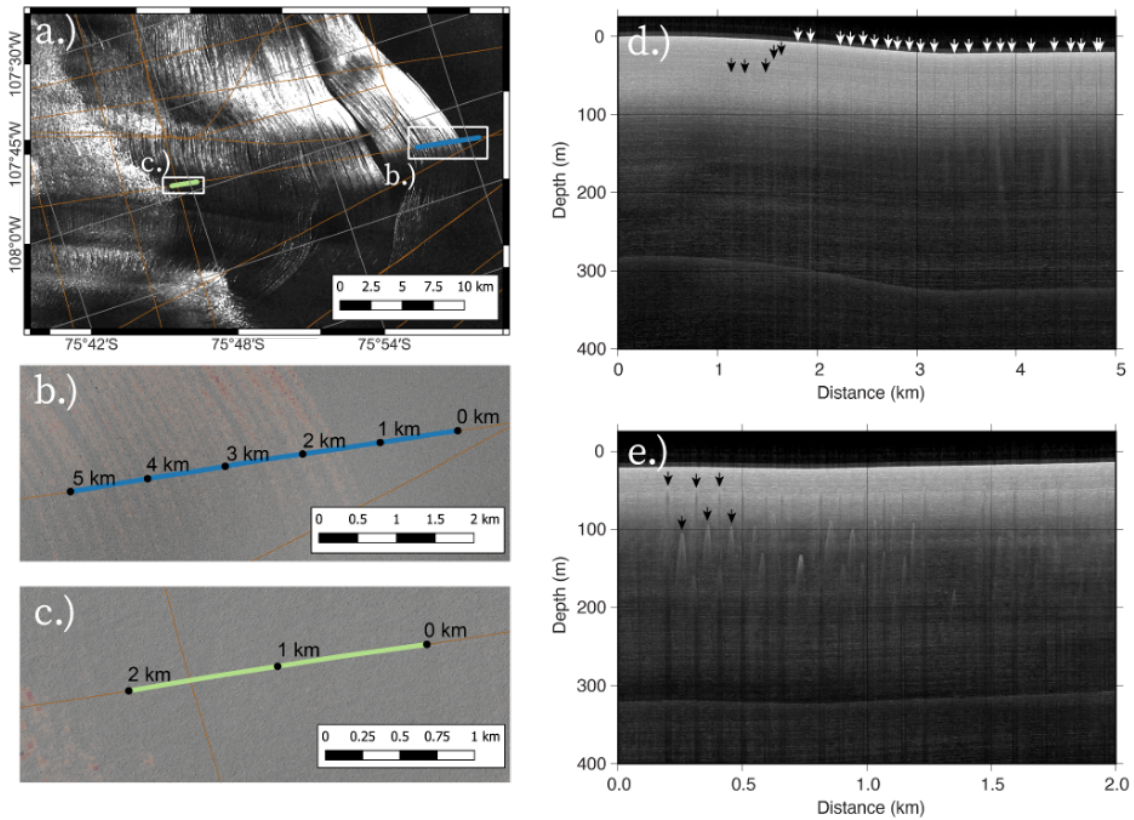 a.)
107°30'W
107°45'W
108°0'W
c.)
b.)
0 2.5 5 7.5 10 km
75°42'S 75°48'S 75°54'S
b.)
0 km
1 km
2 km
3 km
4 km
5 km
0 0.5 1 1.5 2 km
c.)
0 km
1 km
2 km
0 0.25 0.5 0.75 1 km
d.)
0
100
200
300
400
Depth (m)
0 1 2 3 4 5
Distance (km)
e.)
0
100
200
300
400
Depth (m)
0.0 0.5 1.0 1.5 2.0
Distance (km)